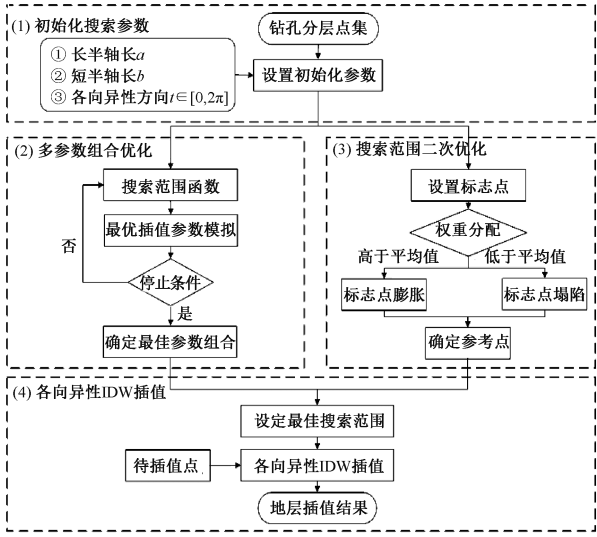 (1) 初始化搜索参数
钻孔分层点集
① 长半轴长a
② 短半轴长b
③ 各向异性方向t∈[0,2π]
设置初始化参数
(2) 多参数组合优化
搜索范围函数
最优插值参数模拟
否
停止条件
是
确定最佳参数组合
(3) 搜索范围二次优化
设置标志点
权重分配
高于平均值
低于平均值
标志点膨胀
标志点塌陷
确定参考点
(4) 各向异性IDW插值
设定最佳搜索范围
待插值点
各向异性IDW插值
地层插值结果